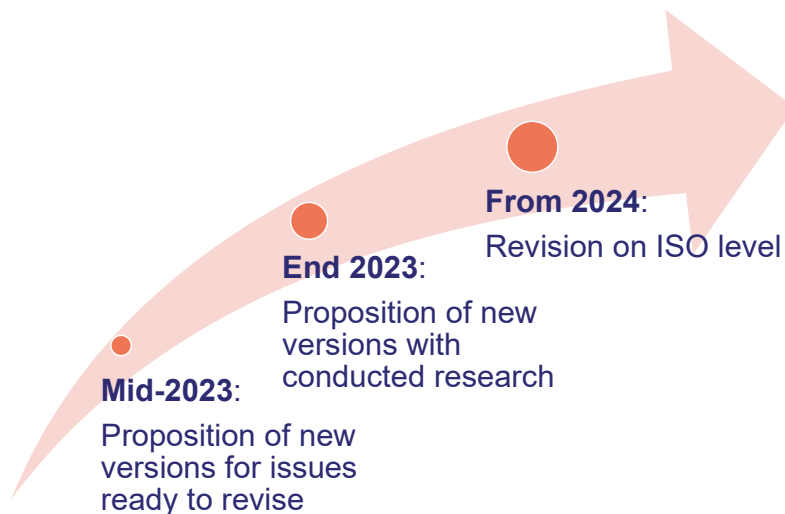 Mid-2023:
Proposition of new
versions for issues
ready to revise
End 2023:
Proposition of new
versions with
conducted research
From 2024:
Revision on ISO level